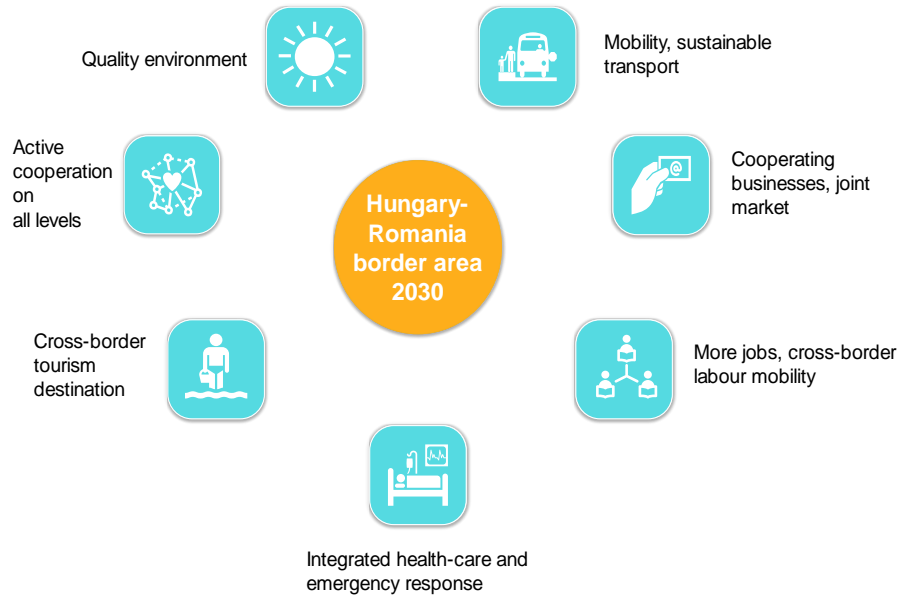 Quality environment
Mobility, sustainable
transport
Active
cooperation
on
all levels
Cooperating
businesses, joint
market
@
Hungary-
Romania
border area
2030
Cross-border
tourism
destination
More jobs, cross-border
labour mobility
Integrated health-care and
emergency response